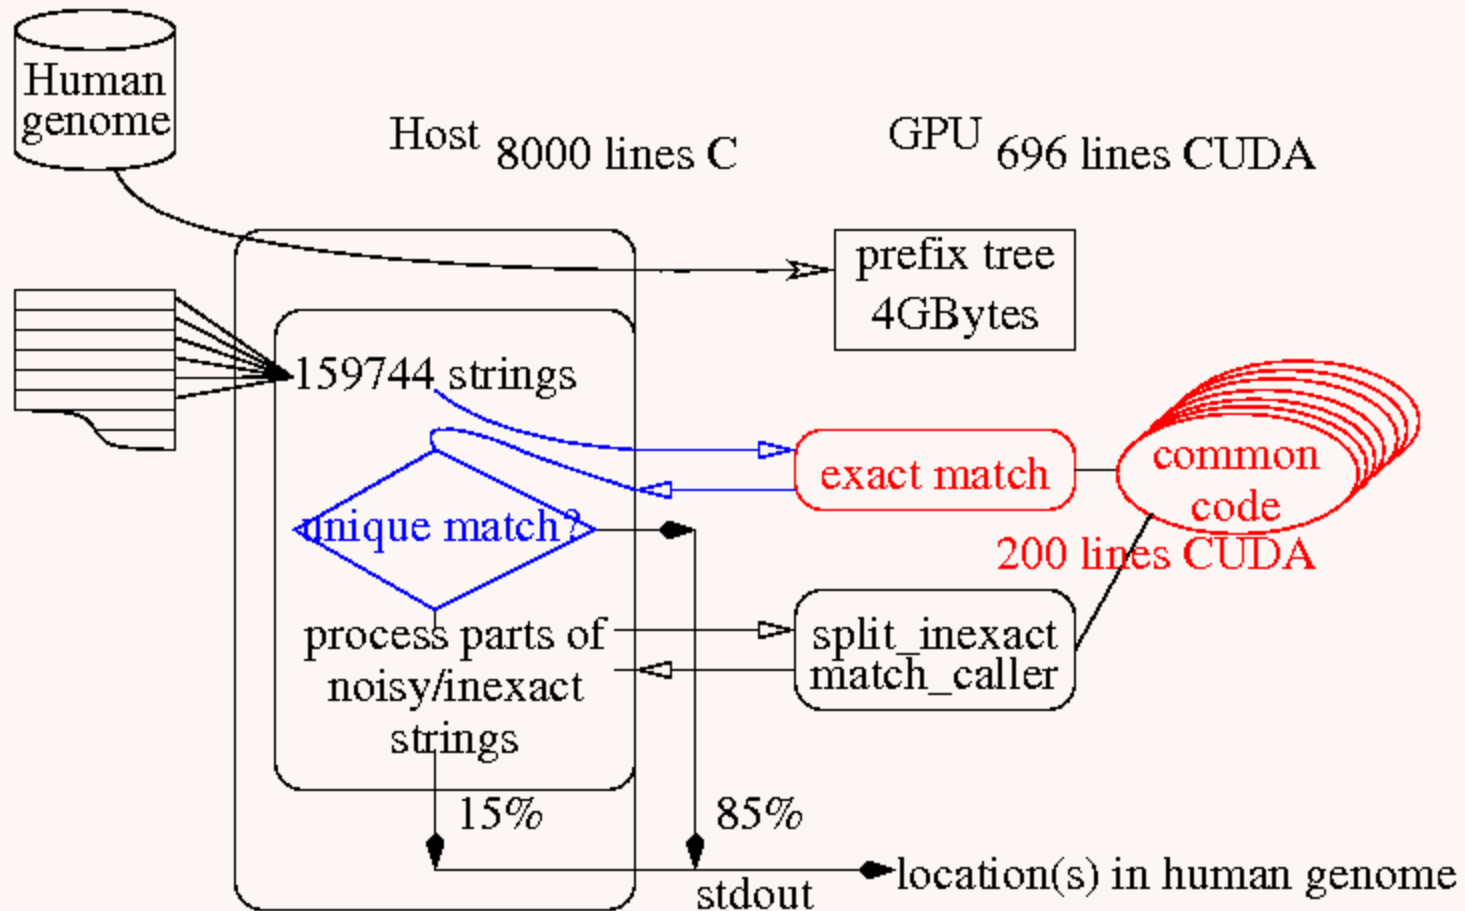 Human
genome
Host 8000 lines C
GPU 696 lines CUDA
prefix tree
4GBytes
159744 strings
exact match
common
code
200 lines CUDA
unique match?
process parts of
noisy/inexact
strings
split_inexact
match_caller
15%
85%
stdout
location(s) in human genome